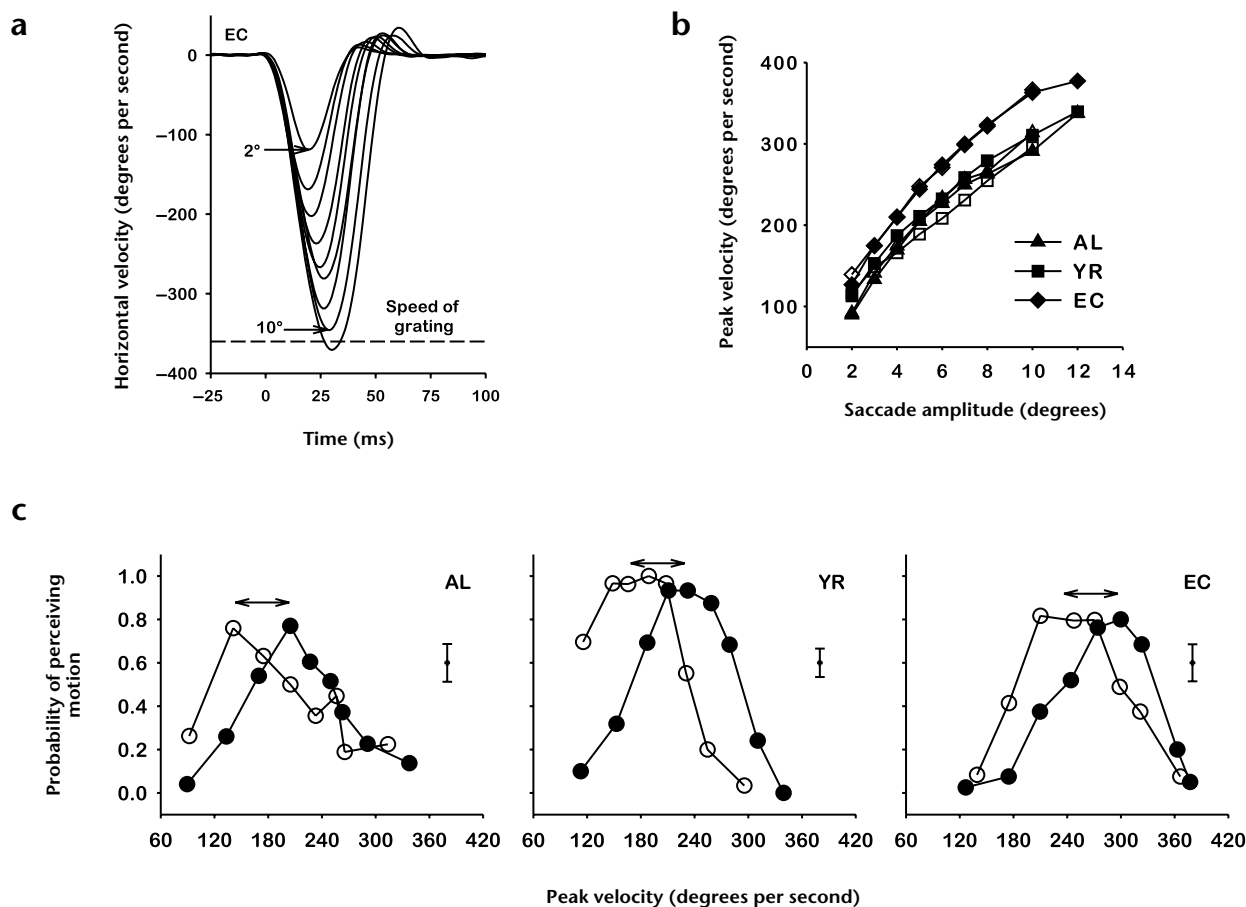 a
EC
Horizontal velocity (degrees per second)
0
–100
–200
–300
–400
2°
10°
Speed of
grating
–25 0 25 50 75 100
Time (ms)
b
Peak velocity (degrees per second)
400
300
200
100
AL
YR
EC
0 2 4 6 8 10 12 14
Saccade amplitude (degrees)
c
Probability of perceiving
motion
1.0
0.8
0.6
0.4
0.2
0.0
AL
YR
EC
60 120 180 240 300 360 420
60 120 180 240 300 360 420
60 120 180 240 300 360 420
Peak velocity (degrees per second)